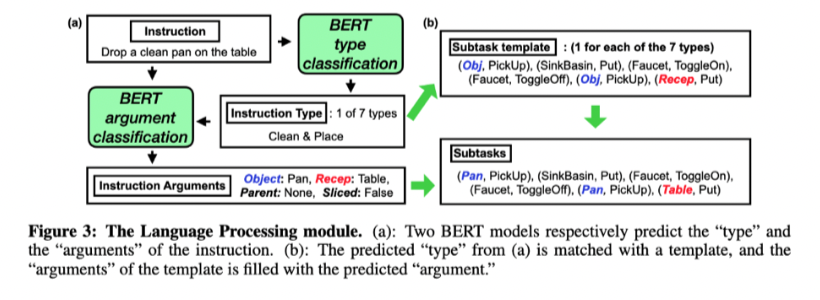 (a)
Instruction
Drop a clean pan on the table
BERT
type
classification
BERT
argument
classification
Instruction Type : 1 of 7 types
Clean & Place
Instruction Arguments
Object: Pan, Recep: Table,
Parent: None, Sliced: False
(b)
Subtask template : (1 for each of the 7 types)
(Obj, PickUp), (SinkBasin, Put), (Faucet, ToggleOn),
(Faucet, ToggleOff), (Obj, PickUp), (Recep, Put)
Subtasks
(Pan, PickUp), (SinkBasin, Put), (Faucet, ToggleOn),
(Faucet, ToggleOff), (Pan, PickUp), (Table, Put)
Figure 3: The Language Processing module. (a): Two BERT models respectively predict the “type” and
the “arguments” of the instruction. (b): The predicted “type” from (a) is matched with a template, and the
“arguments” of the template is filled with the predicted “argument.”